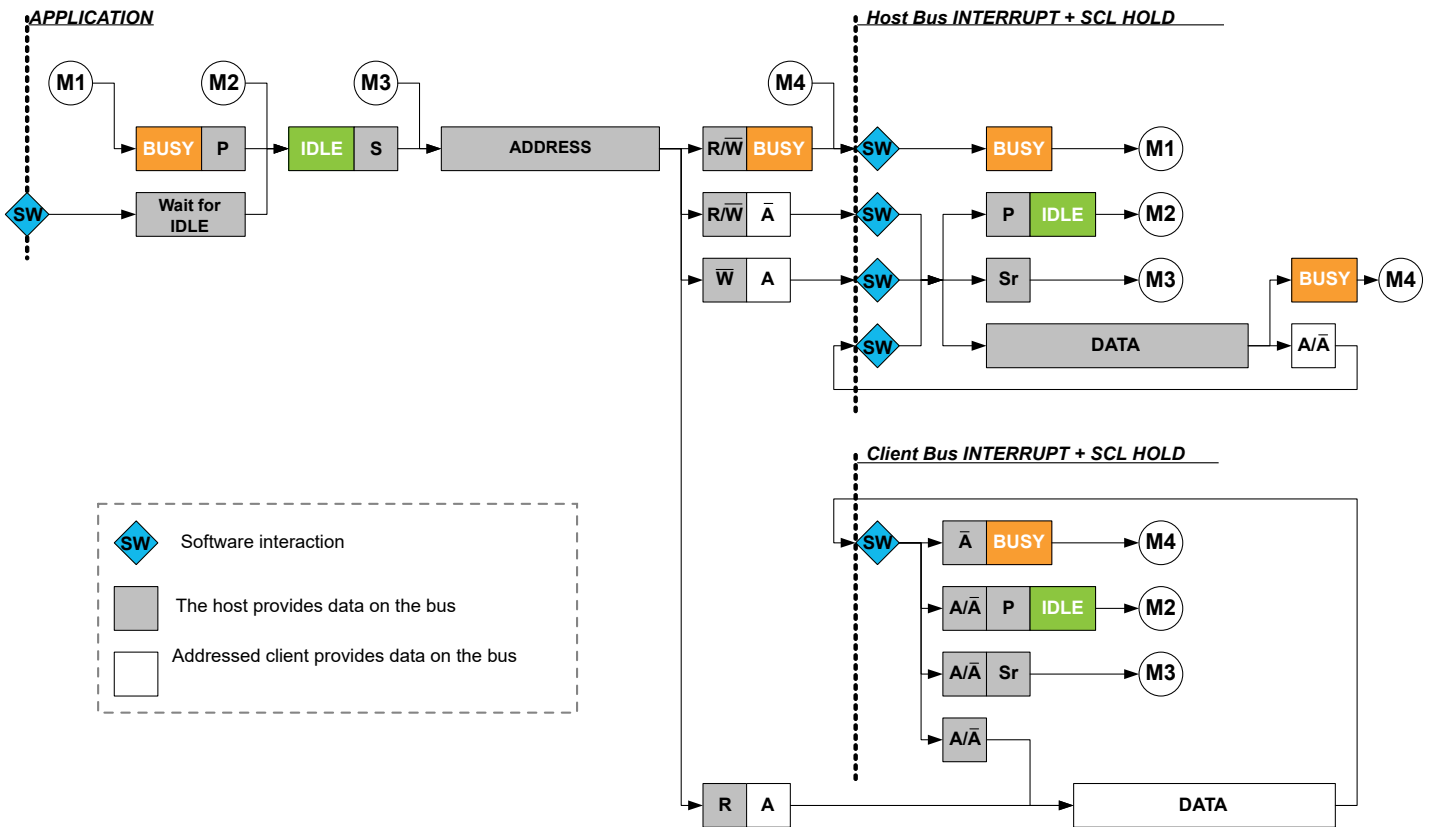 APPLICATION
Host Bus INTERRUPT + SCL HOLD
M1
M2
M3
M4
BUSY P
IDLE S
ADDRESS
R/W̅ BUSY
SW
BUSY
M1
SW
Wait for
IDLE
R/W̅ A̅
SW
P IDLE
M2
W̅ A
SW
Sr
M3
BUSY
M4
SW
DATA
A/A̅
Client Bus INTERRUPT + SCL HOLD
SW
A̅ BUSY
M4
A/A̅ P IDLE
M2
A/A̅ Sr
M3
A/A̅
R A
DATA
SW Software interaction
The host provides data on the bus
Addressed client provides data on the bus